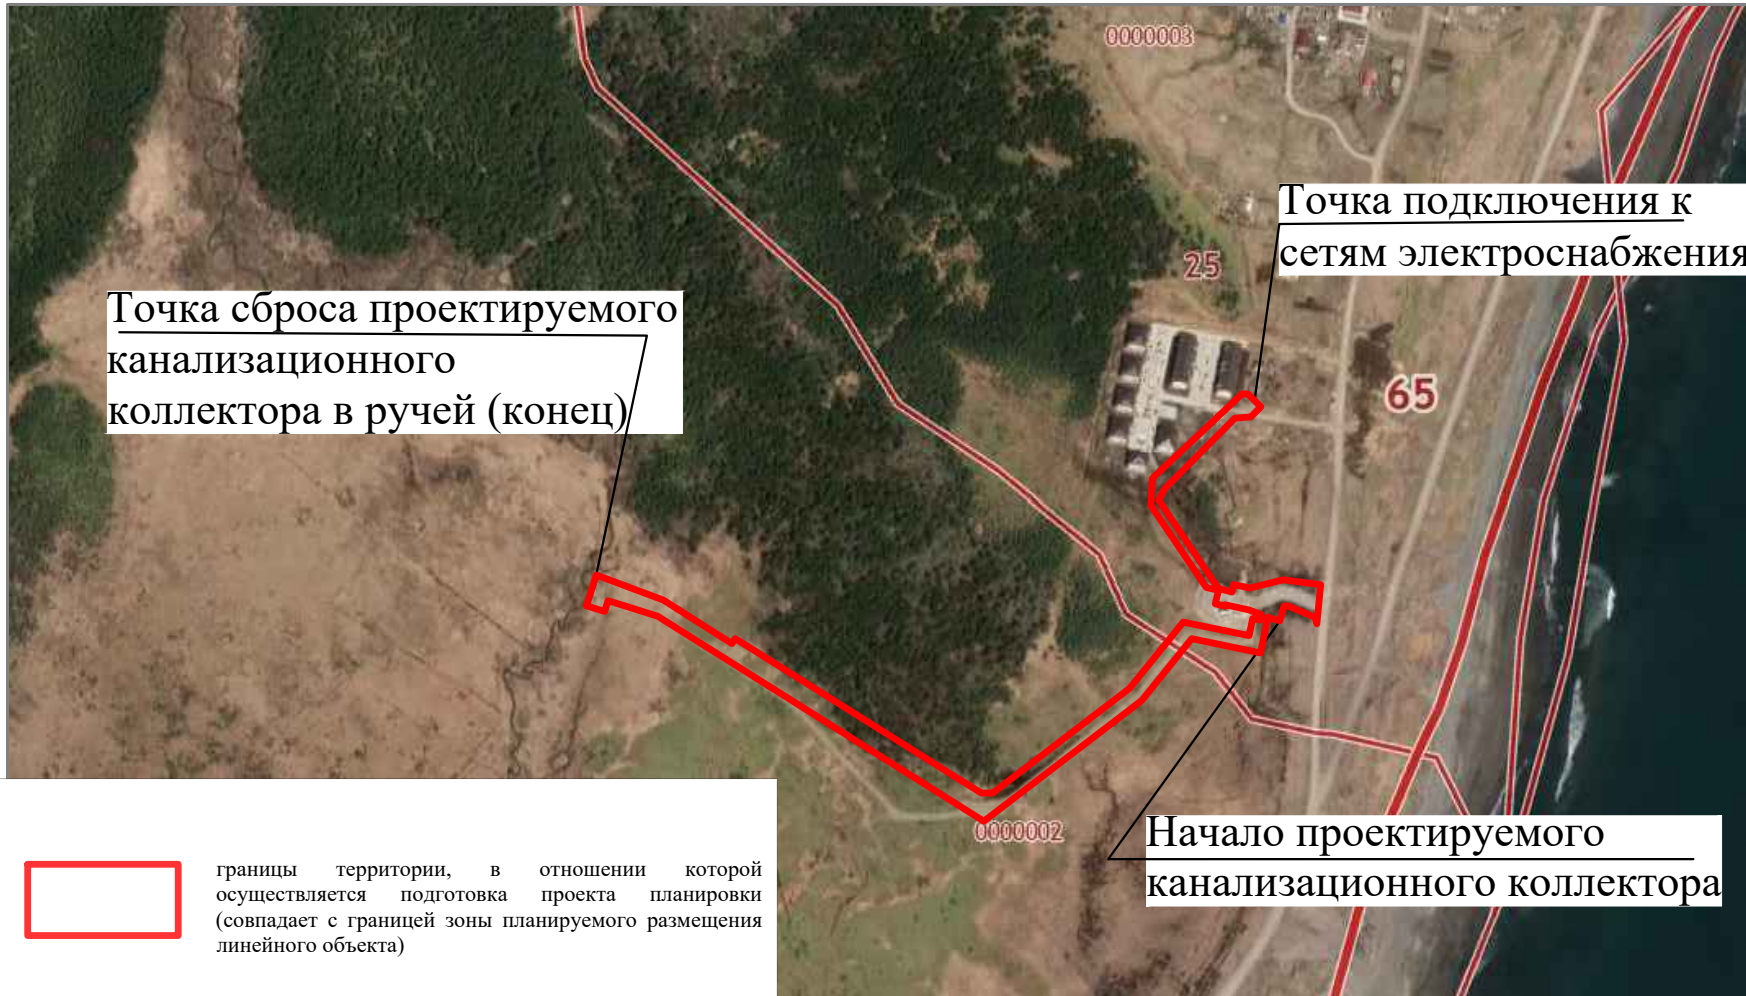 0000003
Точка подключения к
сетям электроснабжения
25
Точка сброса проектируемого
канализационного
коллектора в ручей (конец)
65
0000002
Начало проектируемого
канализационного коллектора
границы территории, в отношении которой
осуществляется подготовка проекта планировки
(совпадает с границей зоны планируемого размещения
линейного объекта)